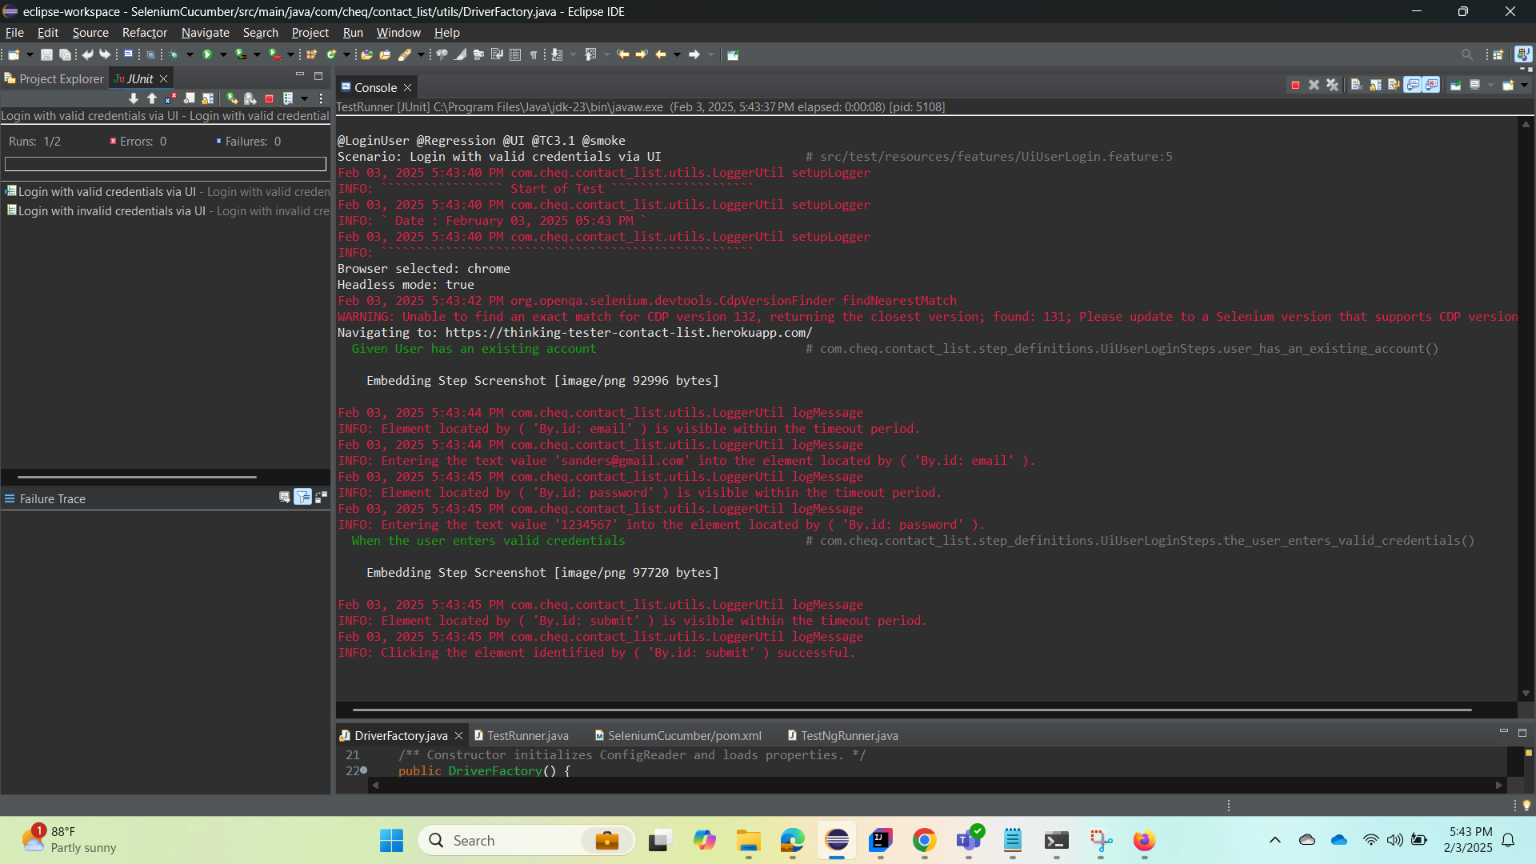 eclipse-workspace - SeleniumCucumber/src/main/java/com/cheq/contact_list/utils/DriverFactory.java - Eclipse IDE
File Edit Source Refactor Navigate Search Project Run Window Help
Project Explorer
JUnit
Login with valid credentials via UI - Login with valid credential
Runs: 1/2
Errors: 0
Failures: 0
Login with valid credentials via UI - Login with valid creden
Login with invalid credentials via UI - Login with invalid cre
Failure Trace
Console
TestRunner [JUnit] C:\Program Files\Java\jdk-23\bin\javaw.exe (Feb 3, 2025, 5:43:37 PM elapsed: 0:00:08) [pid: 5108]
@LoginUser @Regression @UI @TC3.1 @smoke
Scenario: Login with valid credentials via UI # src/test/resources/features/UiUserLogin.feature:5
Feb 03, 2025 5:43:40 PM com.cheq.contact_list.utils.LoggerUtil setupLogger
INFO: ````````````````` Start of Test ````````````````````
Feb 03, 2025 5:43:40 PM com.cheq.contact_list.utils.LoggerUtil setupLogger
INFO: ` Date : February 03, 2025 05:43 PM `
Feb 03, 2025 5:43:40 PM com.cheq.contact_list.utils.LoggerUtil setupLogger
INFO: ````````````````````````````````````````````````````
Browser selected: chrome
Headless mode: true
Feb 03, 2025 5:43:42 PM org.openqa.selenium.devtools.CdpVersionFinder findNearestMatch
WARNING: Unable to find an exact match for CDP version 132, returning the closest version; found: 131; Please update to a Selenium version that supports CDP version
Navigating to: https://thinking-tester-contact-list.herokuapp.com/
Given User has an existing account # com.cheq.contact_list.step_definitions.UiUserLoginSteps.user_has_an_existing_account()
Embedding Step Screenshot [image/png 92996 bytes]
Feb 03, 2025 5:43:44 PM com.cheq.contact_list.utils.LoggerUtil logMessage
INFO: Element located by ( 'By.id: email' ) is visible within the timeout period.
Feb 03, 2025 5:43:44 PM com.cheq.contact_list.utils.LoggerUtil logMessage
INFO: Entering the text value 'sanders@gmail.com' into the element located by ( 'By.id: email' ).
Feb 03, 2025 5:43:45 PM com.cheq.contact_list.utils.LoggerUtil logMessage
INFO: Element located by ( 'By.id: password' ) is visible within the timeout period.
Feb 03, 2025 5:43:45 PM com.cheq.contact_list.utils.LoggerUtil logMessage
INFO: Entering the text value '1234567' into the element located by ( 'By.id: password' ).
When the user enters valid credentials # com.cheq.contact_list.step_definitions.UiUserLoginSteps.the_user_enters_valid_credentials()
Embedding Step Screenshot [image/png 97720 bytes]
Feb 03, 2025 5:43:45 PM com.cheq.contact_list.utils.LoggerUtil logMessage
INFO: Element located by ( 'By.id: submit' ) is visible within the timeout period.
Feb 03, 2025 5:43:45 PM com.cheq.contact_list.utils.LoggerUtil logMessage
INFO: Clicking the element identified by ( 'By.id: submit' ) successful.
DriverFactory.java
TestRunner.java
SeleniumCucumber/pom.xml
TestNgRunner.java
21 /** Constructor initializes ConfigReader and loads properties. */
22 public DriverFactory() {
1
88°F
Partly sunny
Search
5:43 PM
2/3/2025